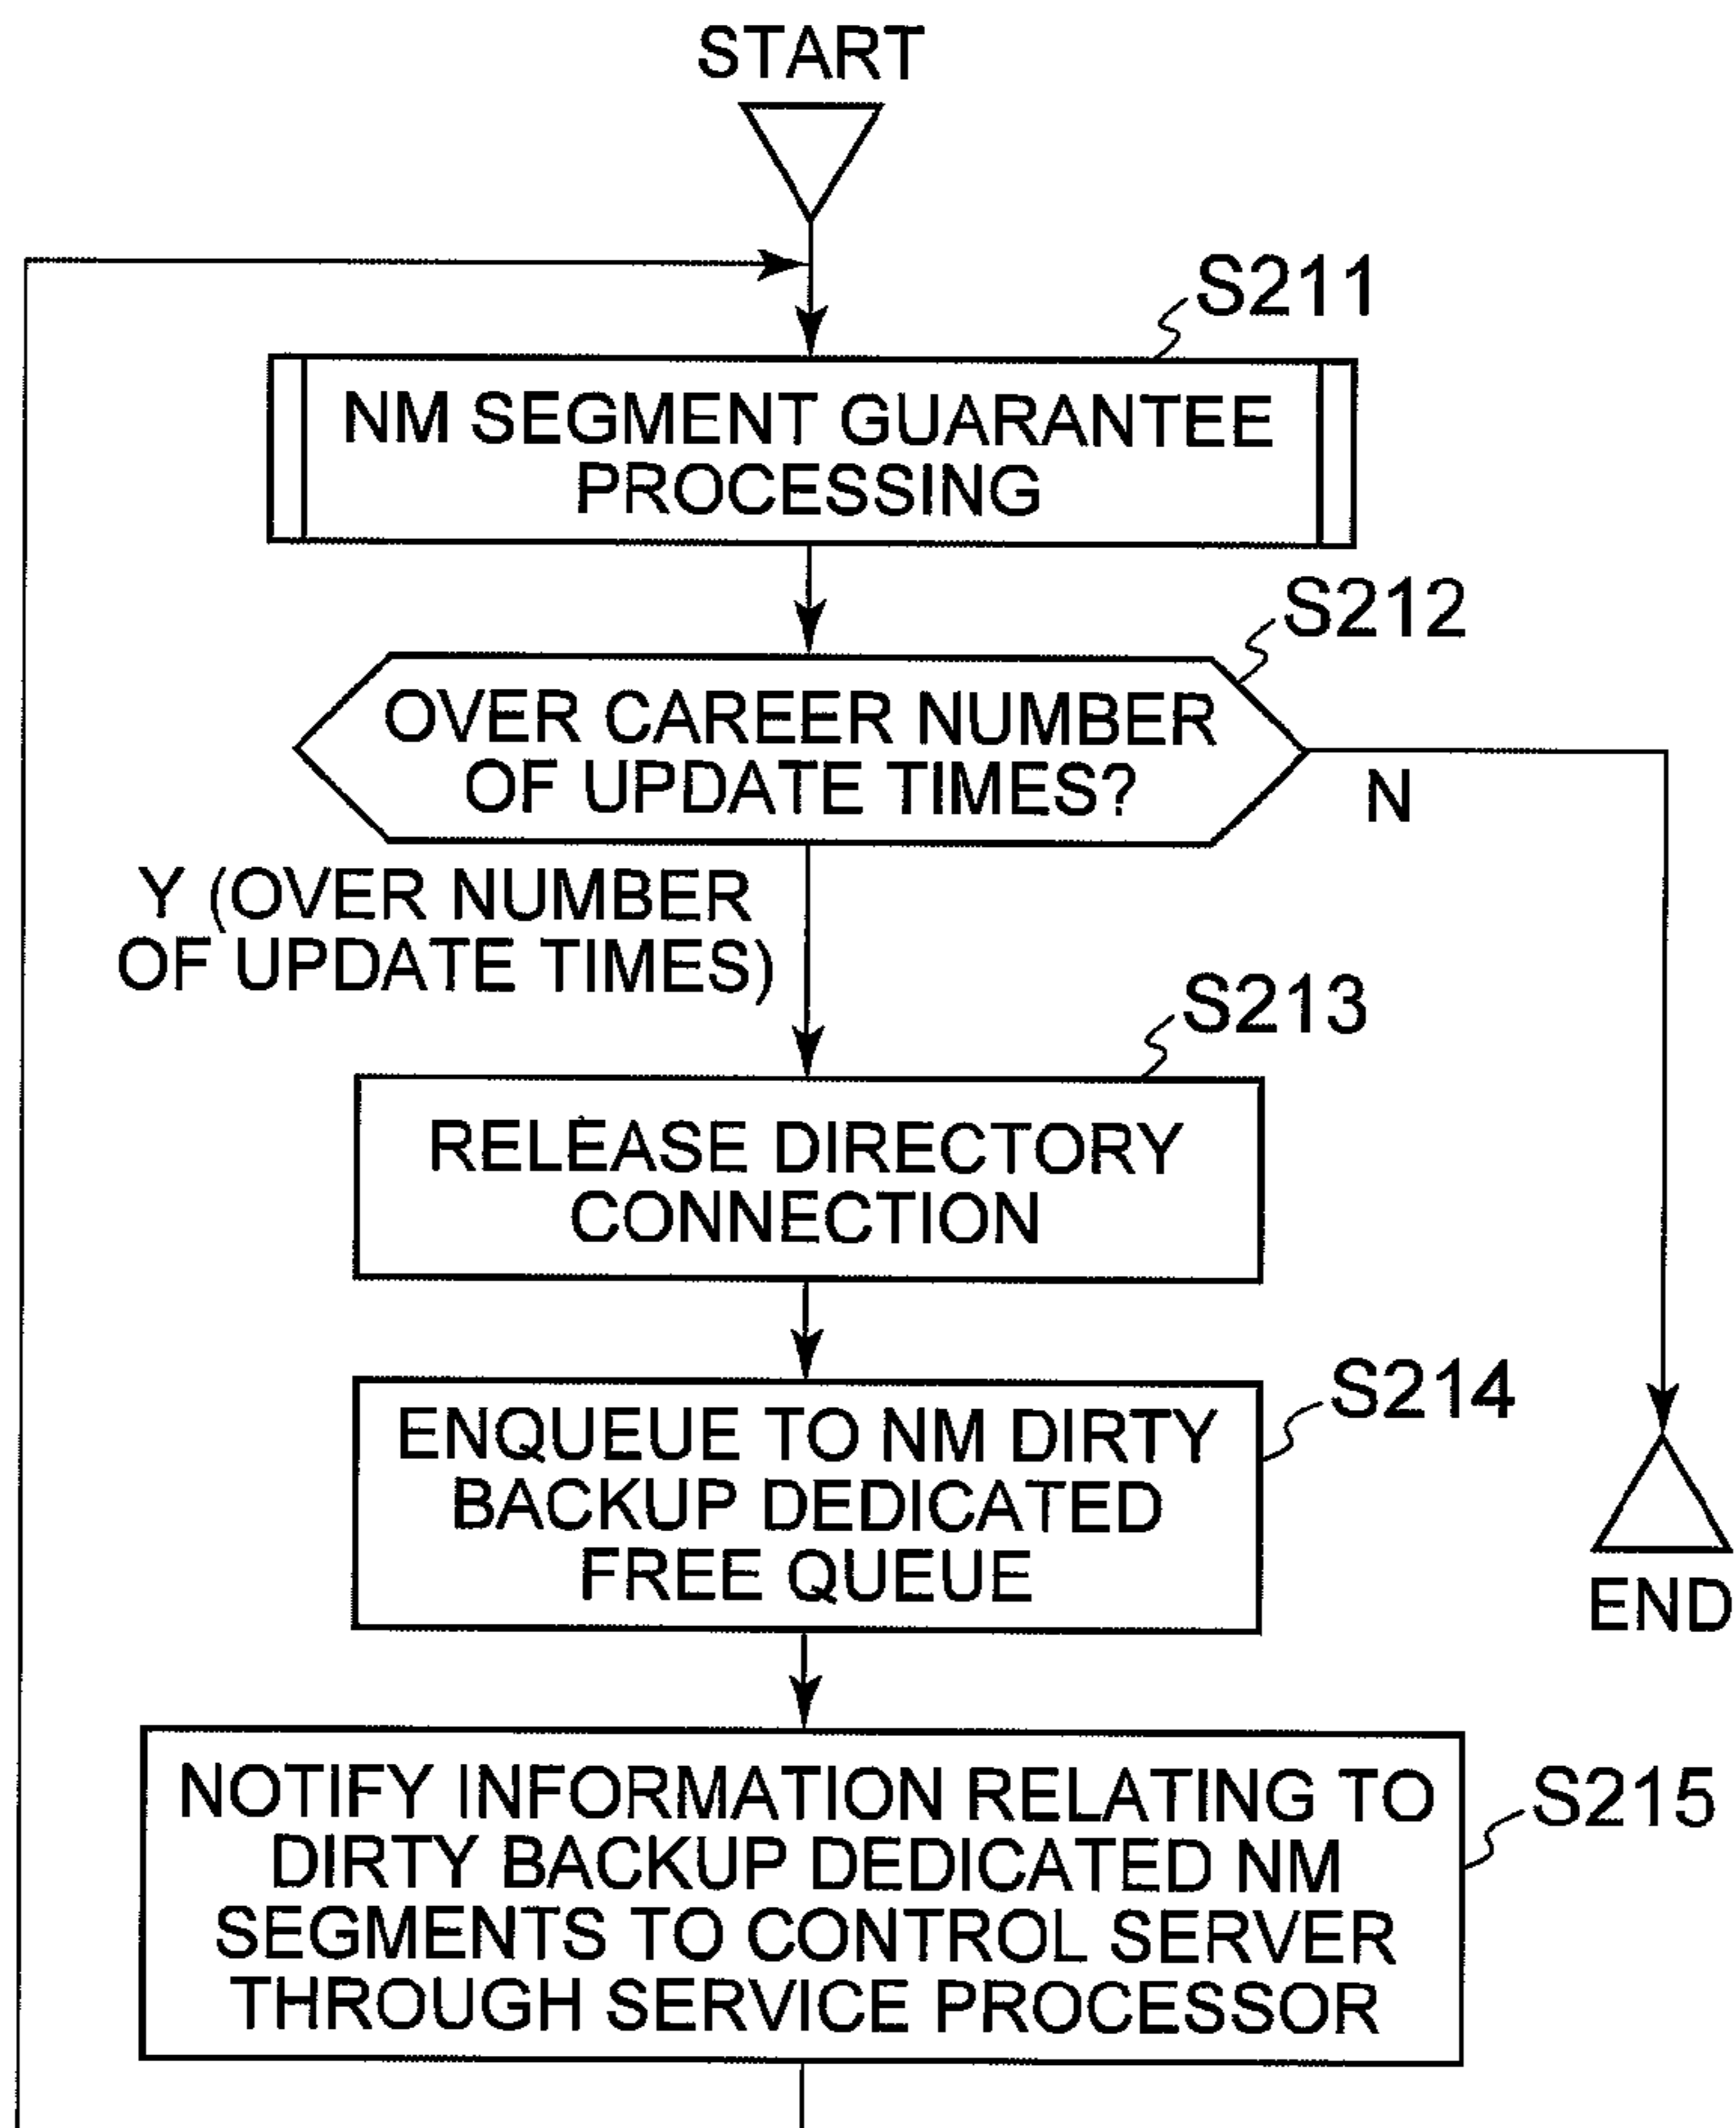 START
S211
NM SEGMENT GUARANTEE
PROCESSING
S212
OVER CAREER NUMBER
OF UPDATE TIMES?
N
Y (OVER NUMBER
OF UPDATE TIMES)
S213
RELEASE DIRECTORY
CONNECTION
S214
ENQUEUE TO NM DIRTY
BACKUP DEDICATED
FREE QUEUE
END
S215
NOTIFY INFORMATION RELATING TO
DIRTY BACKUP DEDICATED NM
SEGMENTS TO CONTROL SERVER
THROUGH SERVICE PROCESSOR